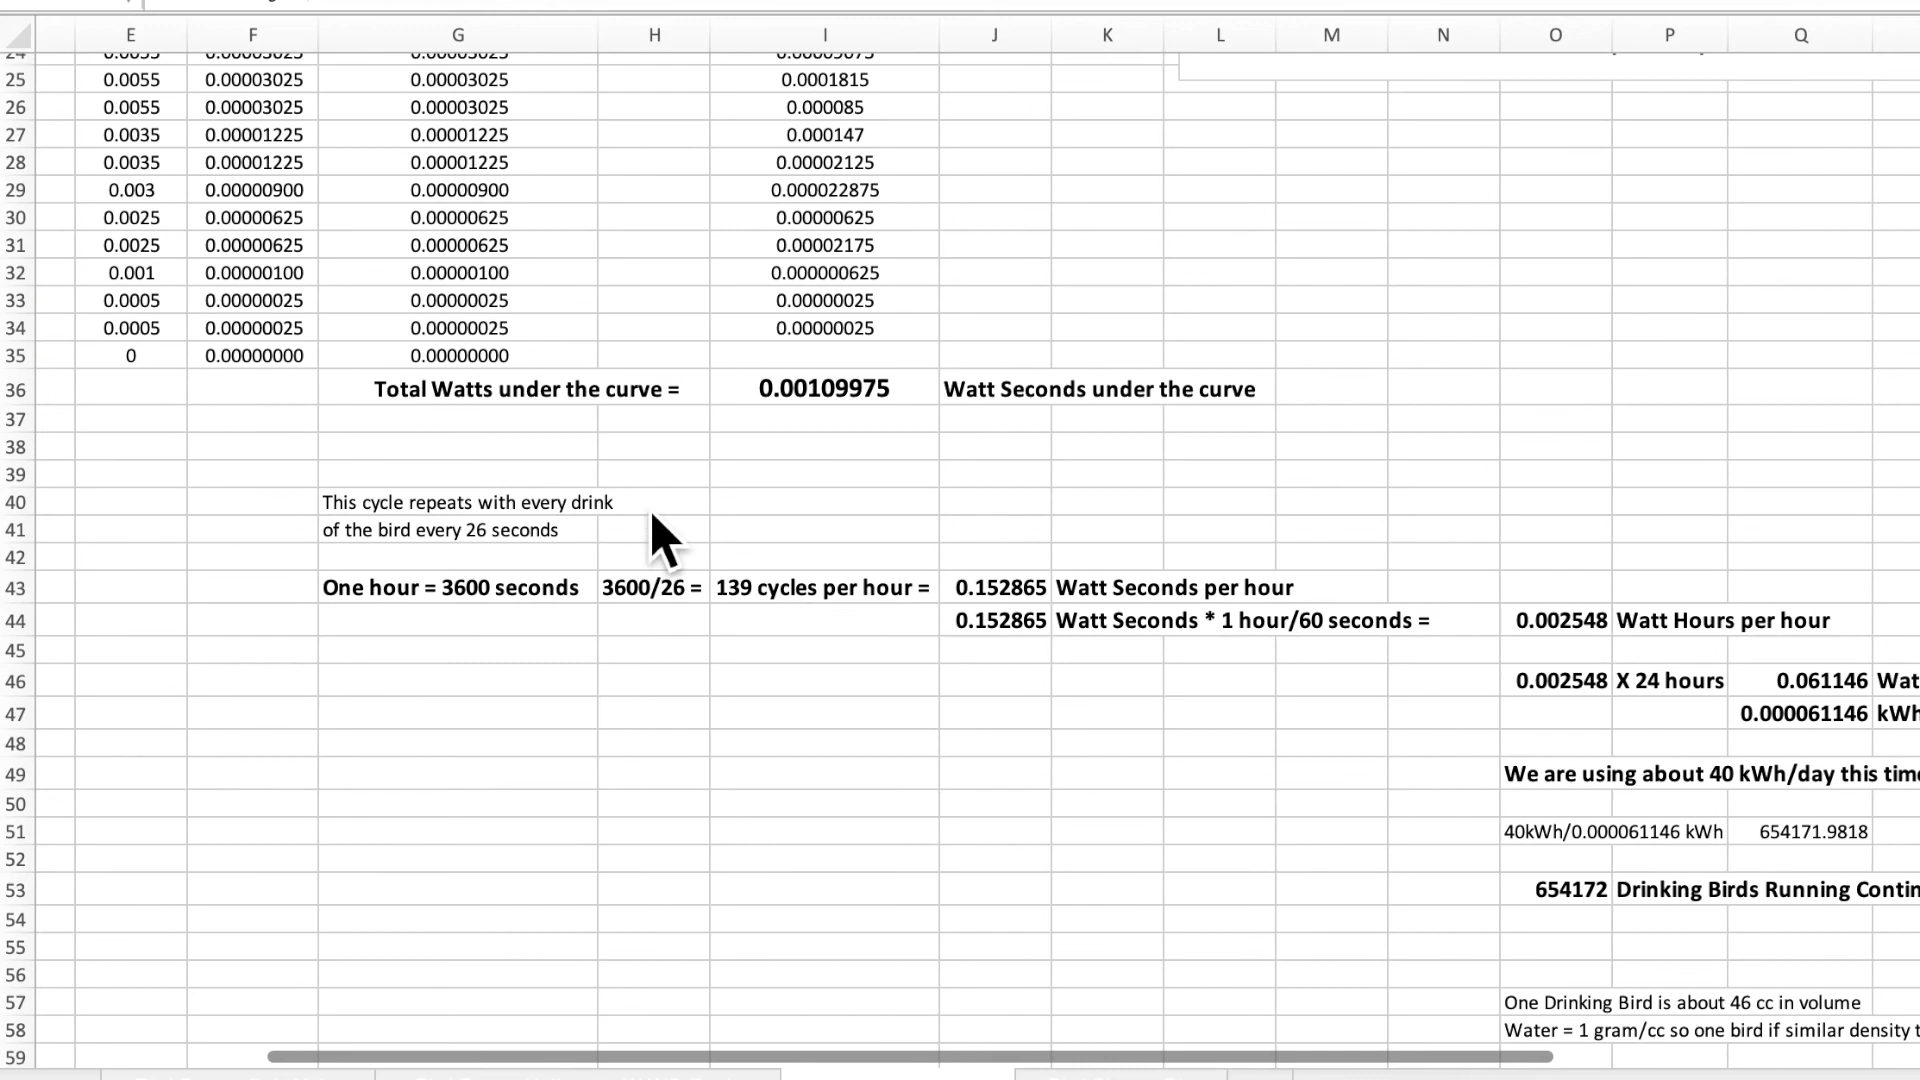 E F G H I J K L M N O P Q
25 0.0055 0.00003025 0.00003025 0.0001815
26 0.0055 0.00003025 0.00003025 0.000085
27 0.0035 0.00001225 0.00001225 0.000147
28 0.0035 0.00001225 0.00001225 0.00002125
29 0.003 0.00000900 0.00000900 0.000022875
30 0.0025 0.00000625 0.00000625 0.00000625
31 0.0025 0.00000625 0.00000625 0.00002175
32 0.001 0.00000100 0.00000100 0.000000625
33 0.0005 0.00000025 0.00000025 0.00000025
34 0.0005 0.00000025 0.00000025 0.00000025
35 0 0.00000000 0.00000000
36 Total Watts under the curve = 0.00109975 Watt Seconds under the curve
37
38
39
40 This cycle repeats with every drink
41 of the bird every 26 seconds
42
43 One hour = 3600 seconds 3600/26 = 139 cycles per hour = 0.152865 Watt Seconds per hour
44 0.152865 Watt Seconds * 1 hour/60 seconds = 0.002548 Watt Hours per hour
45
46 0.002548 X 24 hours 0.061146 Wat
47 0.000061146 kWh
48
49 We are using about 40 kWh/day this time
50
51 40kWh/0.000061146 kWh 654171.9818
52
53 654172 Drinking Birds Running Contin
54
55
56
57 One Drinking Bird is about 46 cc in volume
58 Water = 1 gram/cc so one bird if similar density t
59